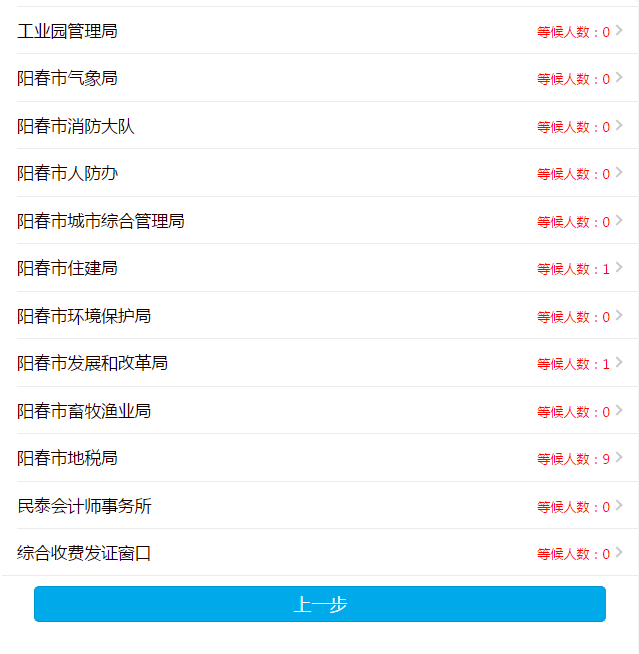 工业园管理局 等候人数：0
阳春市气象局 等候人数：0
阳春市消防大队 等候人数：0
阳春市人防办 等候人数：0
阳春市城市综合管理局 等候人数：0
阳春市住建局 等候人数：1
阳春市环境保护局 等候人数：0
阳春市发展和改革局 等候人数：1
阳春市畜牧渔业局 等候人数：0
阳春市地税局 等候人数：9
民泰会计师事务所 等候人数：0
综合收费发证窗口 等候人数：0
上一步